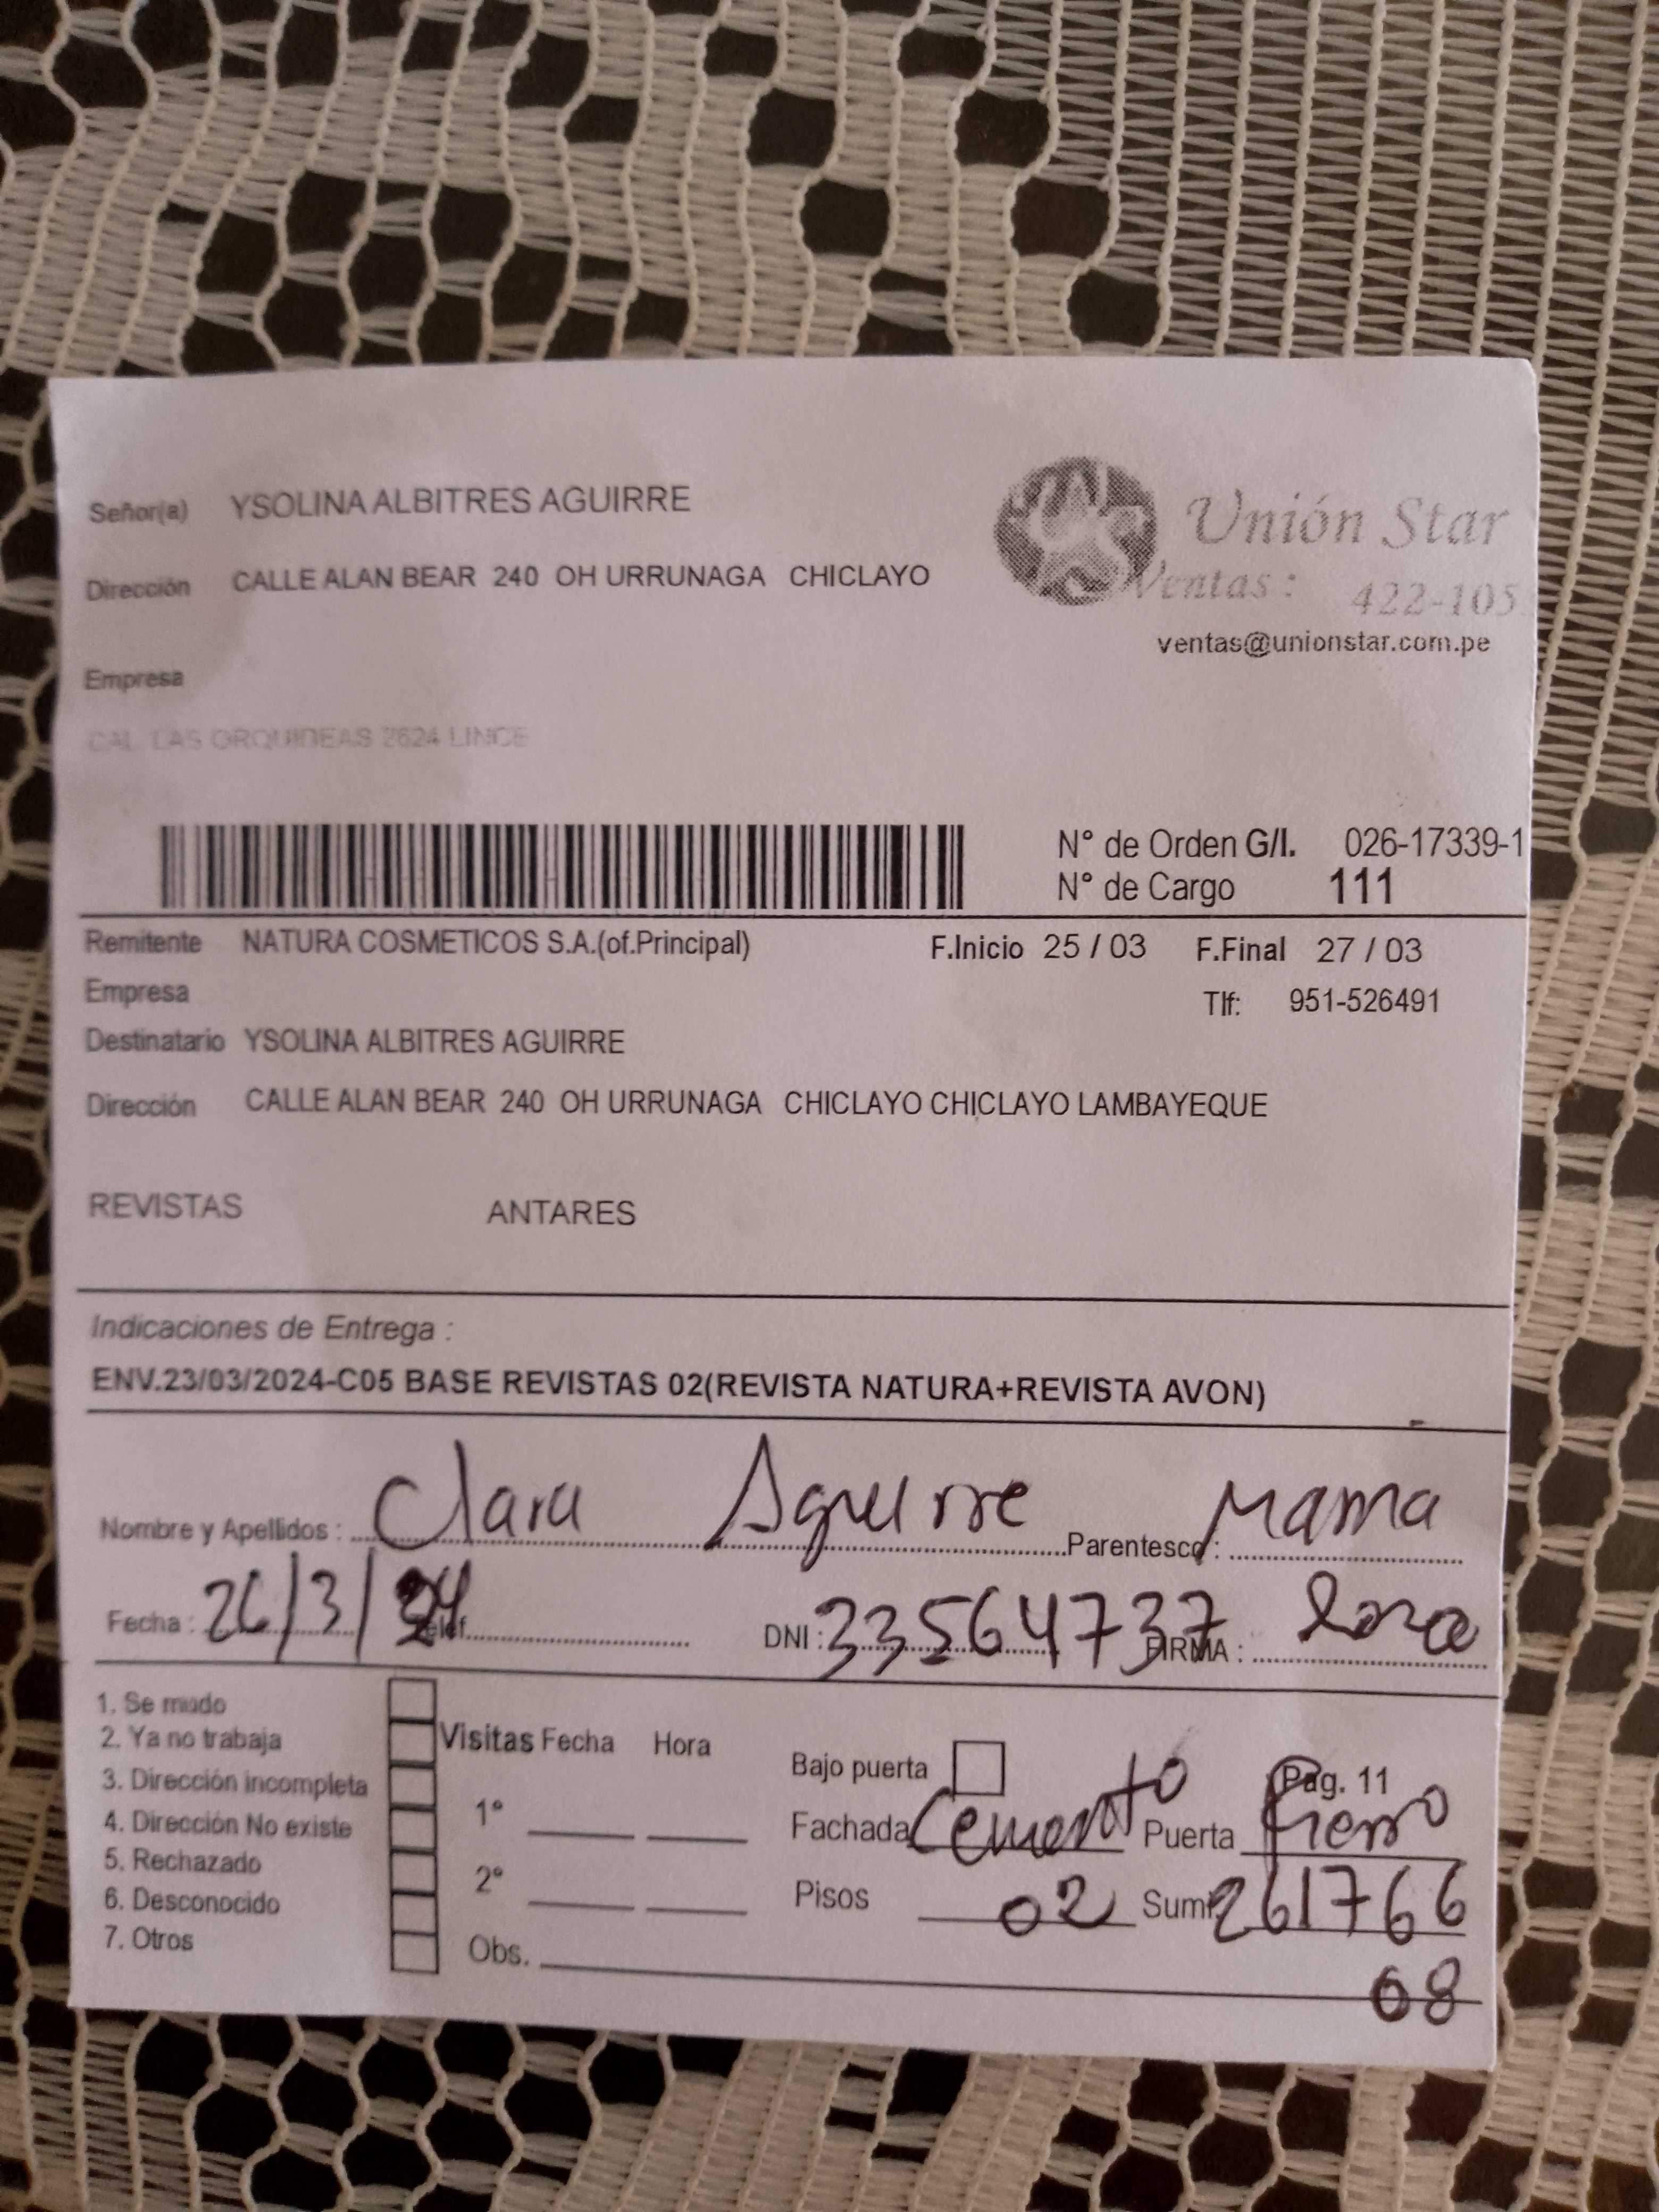 Señor(a) YSOLINA ALBITRES AGUIRRE
Unión Star
Dirección CALLE ALAN BEAR 240 OH URRUNAGA CHICLAYO
Ventas : 422-105
ventas@unionstar.com.pe
Empresa
CAL. LAS ORQUIDEAS 2624 LINCE
N° de Orden G/I. 026-17339-1
N° de Cargo 111
Remitente NATURA COSMETICOS S.A.(of.Principal) F.Inicio 25 / 03 F.Final 27 / 03
Empresa Tlf: 951-526491
Destinatario YSOLINA ALBITRES AGUIRRE
Dirección CALLE ALAN BEAR 240 OH URRUNAGA CHICLAYO CHICLAYO LAMBAYEQUE
REVISTAS ANTARES
Indicaciones de Entrega :
ENV.23/03/2024-C05 BASE REVISTAS 02(REVISTA NATURA+REVISTA AVON)
Nombre y Apellidos : Clara Aguirre Parentesco : Mama
Fecha : 26/3/24 Telef. DNI : 33564737 FIRMA :
1. Se mudo
2. Ya no trabaja Visitas Fecha Hora
3. Dirección incompleta Bajo puerta Pag. 11
4. Dirección No existe 1° Fachada Cemento Puerta Fierro
5. Rechazado
6. Desconocido 2° Pisos 02 Sumi 261766
7. Otros Obs.
08